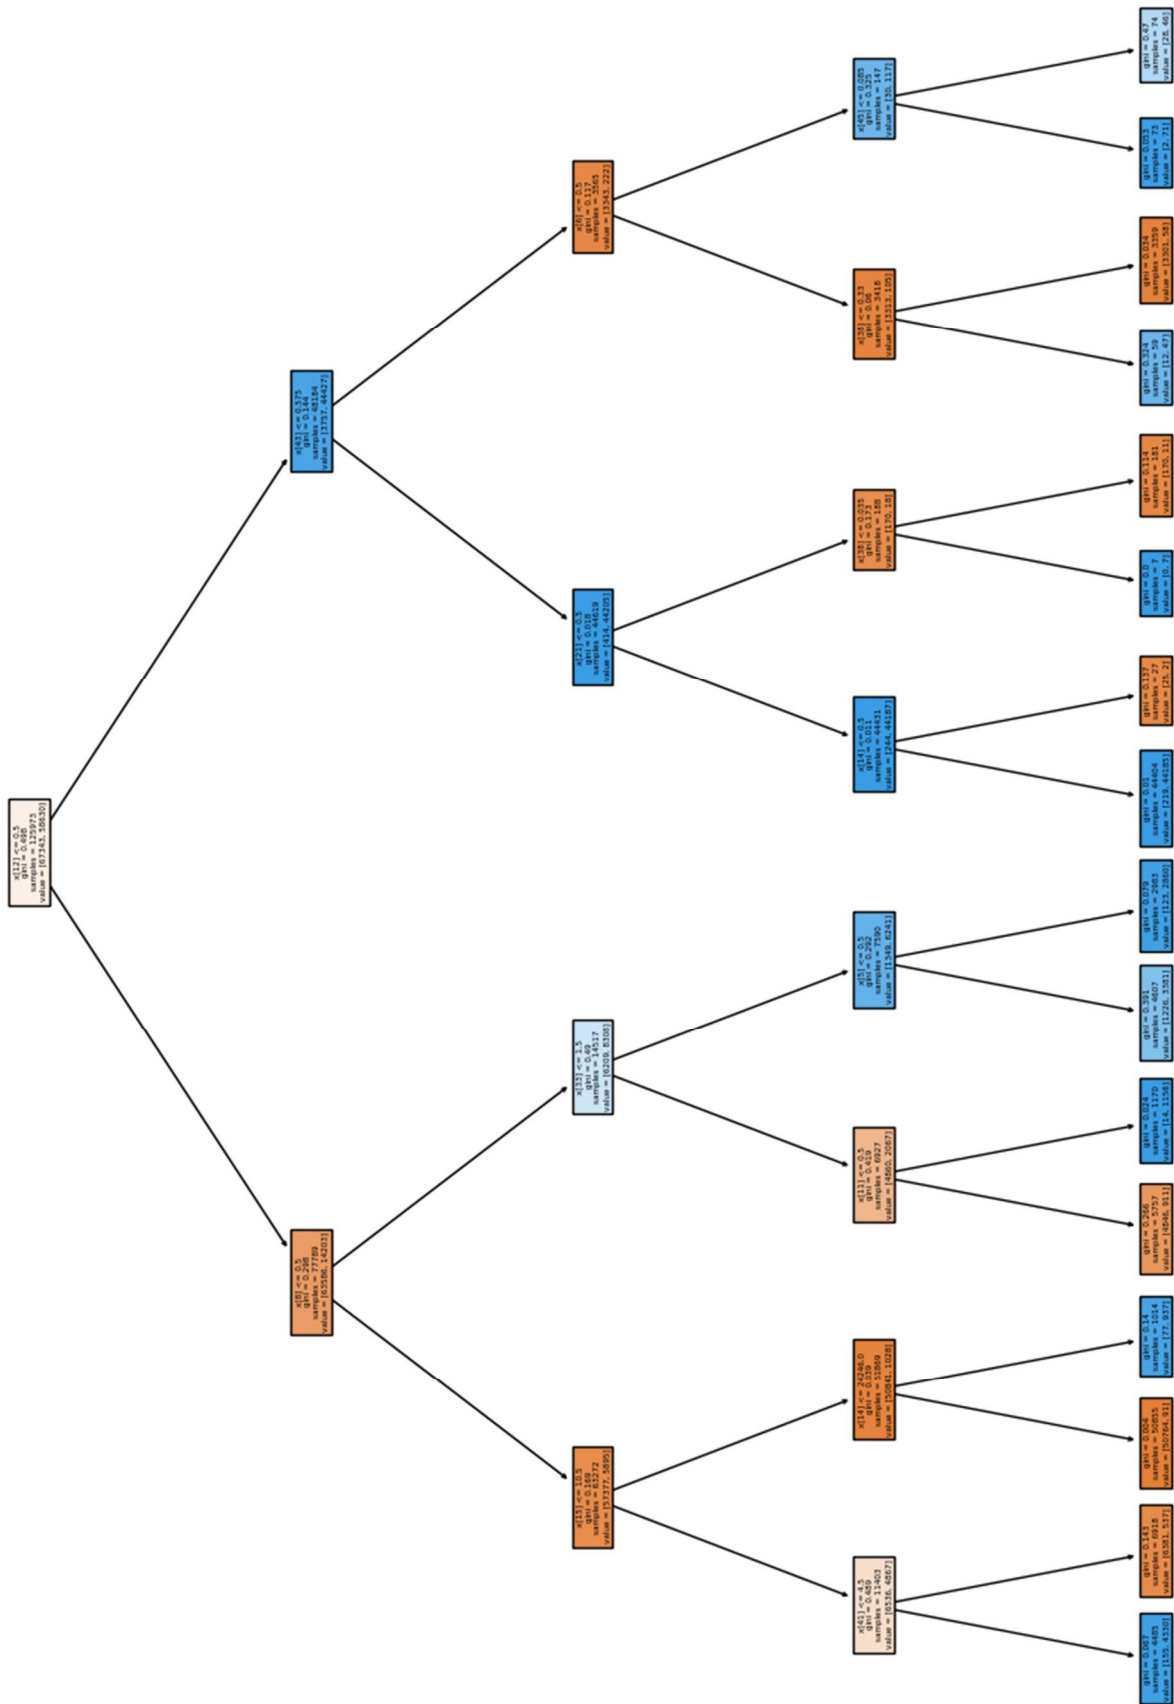 x[12] <= 0.5
gini = 0.498
samples = 125973
value = [67343, 58630]
x[43] <= 0.575
gini = 0.144
samples = 48184
value = [3757, 44427]
x[8] <= 0.5
gini = 0.298
samples = 77789
value = [63586, 14203]
x[6] <= 0.5
gini = 0.117
samples = 3565
value = [3343, 222]
x[21] <= 0.5
gini = 0.018
samples = 44619
value = [414, 44205]
x[33] <= 1.5
gini = 0.49
samples = 14517
value = [6209, 8308]
x[15] <= 10.5
gini = 0.169
samples = 63272
value = [57377, 5895]
x[45] <= 0.085
gini = 0.325
samples = 147
value = [30, 117]
x[38] <= 0.33
gini = 0.06
samples = 3418
value = [3313, 105]
x[38] <= 0.035
gini = 0.173
samples = 188
value = [170, 18]
x[14] <= 0.5
gini = 0.011
samples = 44431
value = [244, 44187]
x[5] <= 0.5
gini = 0.292
samples = 7590
value = [1349, 6241]
x[11] <= 0.5
gini = 0.419
samples = 6927
value = [4860, 2067]
x[14] <= 24246.0
gini = 0.039
samples = 51869
value = [50841, 1028]
x[41] <= 4.5
gini = 0.489
samples = 11403
value = [6536, 4867]
gini = 0.47
samples = 74
value = [28, 46]
gini = 0.053
samples = 73
value = [2, 71]
gini = 0.034
samples = 3359
value = [3301, 58]
gini = 0.324
samples = 59
value = [12, 47]
gini = 0.114
samples = 181
value = [170, 11]
gini = 0.0
samples = 7
value = [0, 7]
gini = 0.137
samples = 27
value = [25, 2]
gini = 0.01
samples = 44404
value = [219, 44185]
gini = 0.079
samples = 2983
value = [123, 2860]
gini = 0.391
samples = 4607
value = [1226, 3381]
gini = 0.024
samples = 1170
value = [14, 1156]
gini = 0.266
samples = 5757
value = [4846, 911]
gini = 0.14
samples = 1014
value = [77, 937]
gini = 0.004
samples = 50855
value = [50764, 91]
gini = 0.143
samples = 6918
value = [6381, 537]
gini = 0.067
samples = 4485
value = [155, 4330]